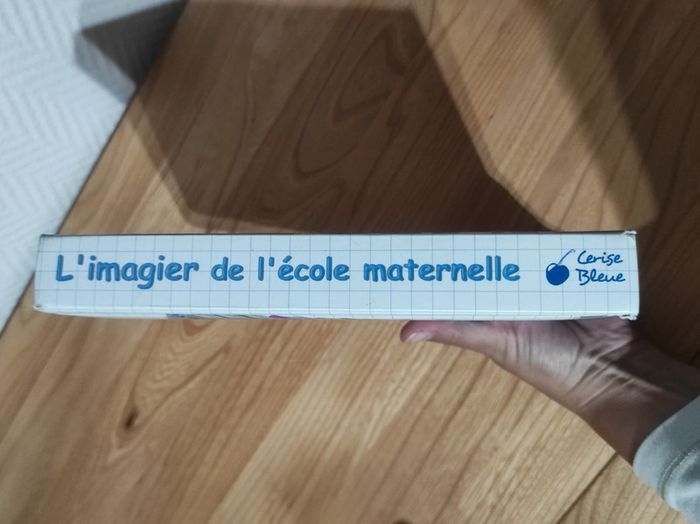 L'imagier de l'école maternelle
Cerise
Bleue